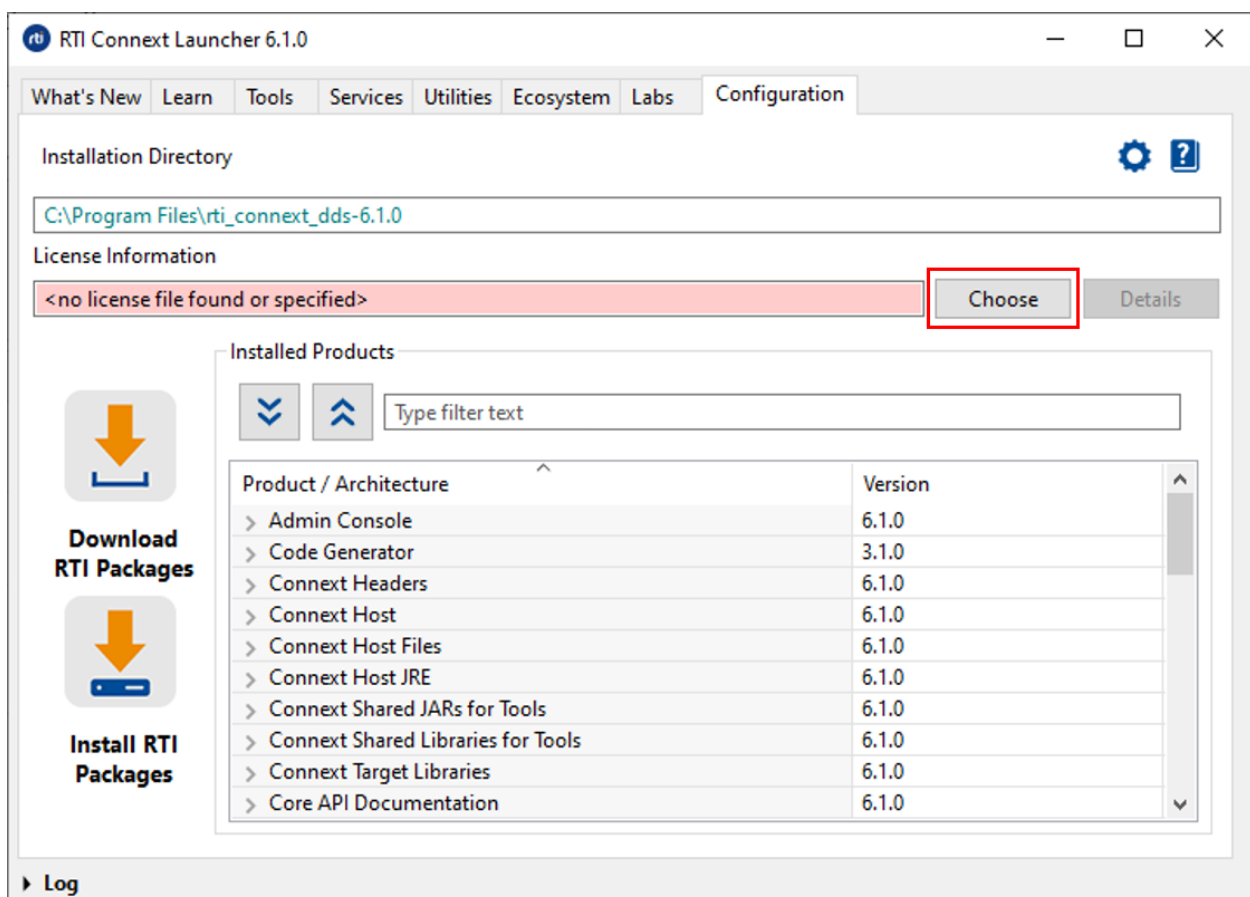 rti RTI Connext Launcher 6.1.0
What's New Learn Tools Services Utilities Ecosystem Labs Configuration
Installation Directory
?
C:\Program Files\rti_connext_dds-6.1.0
License Information
<no license file found or specified> Choose Details
Installed Products
Type filter text
Product / Architecture Version
Admin Console 6.1.0
Code Generator 3.1.0
Connext Headers 6.1.0
Connext Host 6.1.0
Connext Host Files 6.1.0
Connext Host JRE 6.1.0
Connext Shared JARs for Tools 6.1.0
Connext Shared Libraries for Tools 6.1.0
Connext Target Libraries 6.1.0
Core API Documentation 6.1.0
Download
RTI Packages
Install RTI
Packages
Log